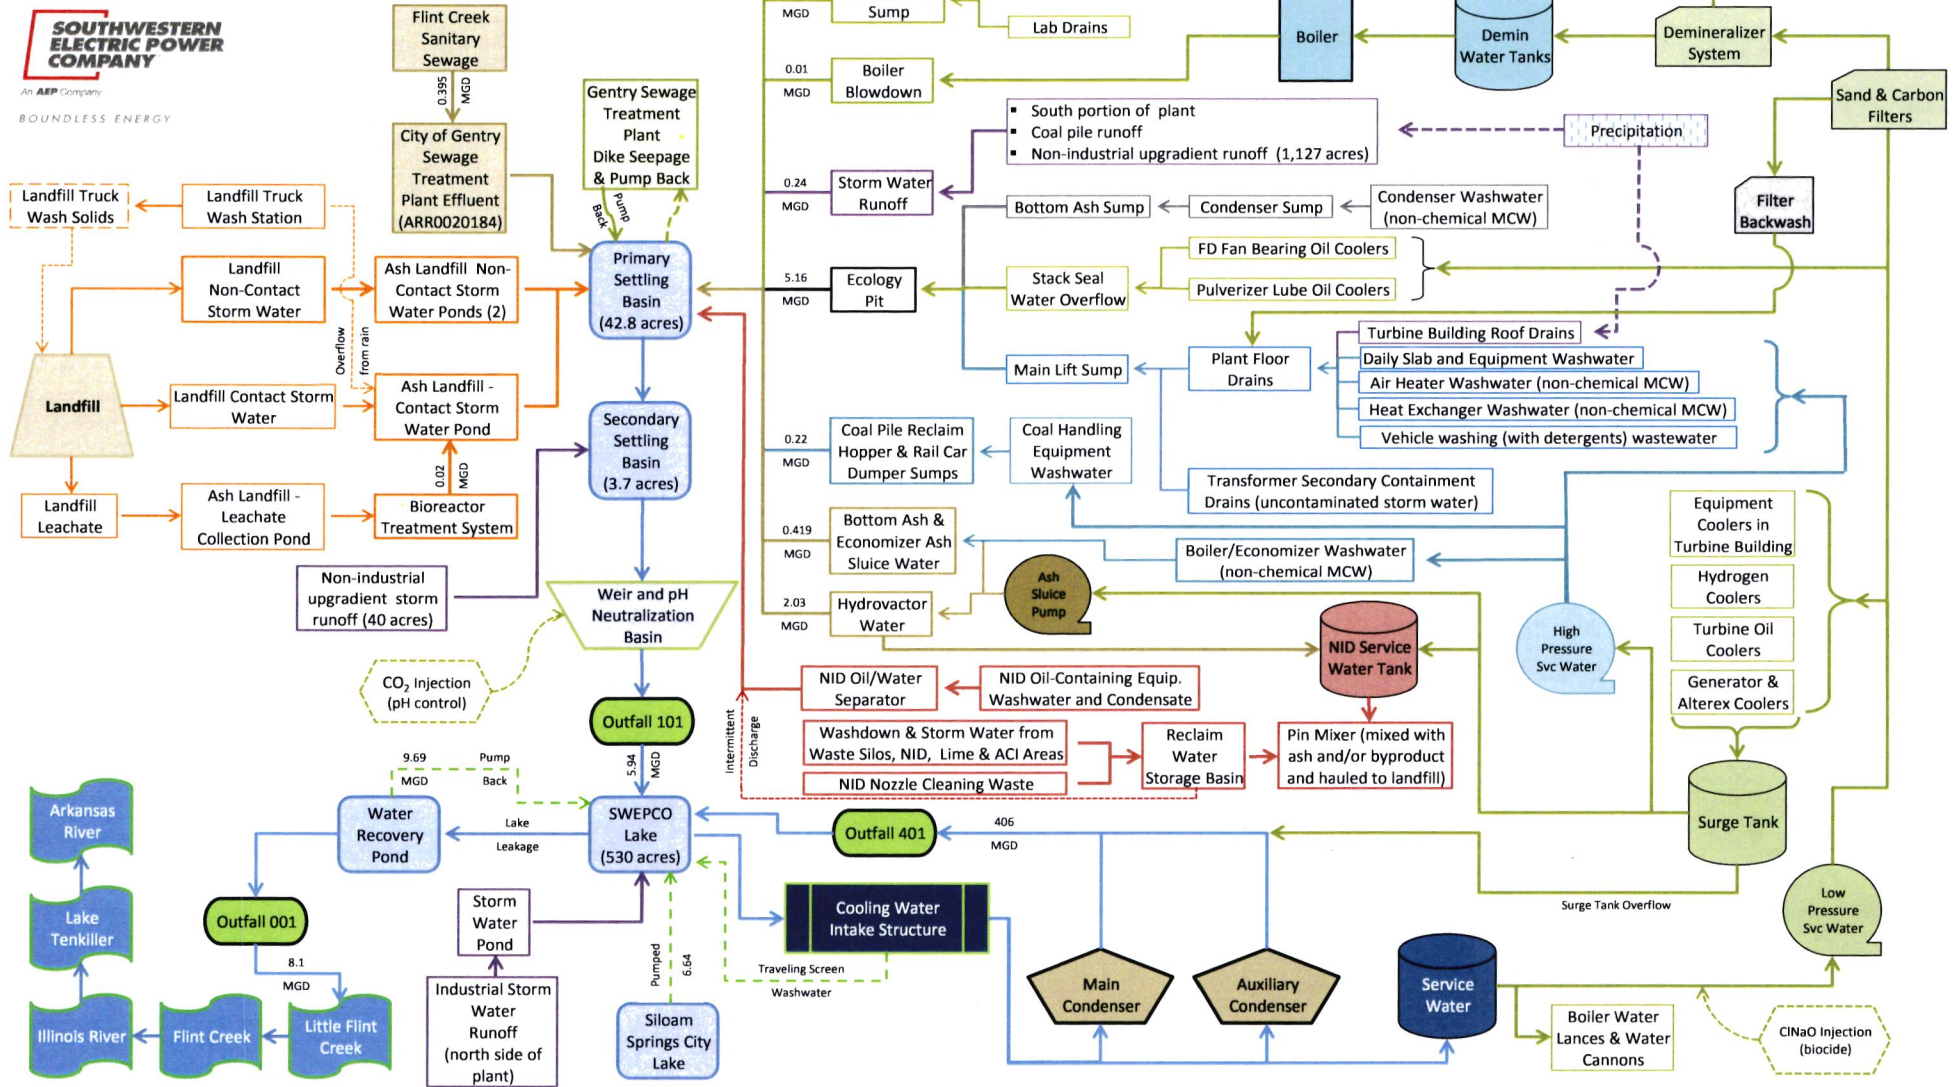 SOUTHWESTERN
ELECTRIC POWER
COMPANY
An AEP Company
BOUNDLESS ENERGY
Flint Creek
Sanitary
Sewage
0.395
MGD
City of Gentry
Sewage
Treatment
Plant Effluent
(ARR0020184)
Gentry Sewage
Treatment
Plant
Dike Seepage
& Pump Back
Pump
Back
MGD
Sump
Lab Drains
0.01
MGD
Boiler
Blowdown
Boiler
Demin
Water Tanks
Demineralizer
System
Sand & Carbon
Filters
▪ South portion of plant
▪ Coal pile runoff
▪ Non-industrial upgradient runoff (1,127 acres)
Precipitation
0.24
MGD
Storm Water
Runoff
Bottom Ash Sump
Condenser Sump
Condenser Washwater
(non-chemical MCW)
Filter
Backwash
Landfill Truck
Wash Solids
Landfill Truck
Wash Station
Landfill
Non-Contact
Storm Water
Ash Landfill Non-
Contact Storm
Water Ponds (2)
Primary
Settling
Basin
(42.8 acres)
5.16
MGD
Ecology
Pit
Stack Seal
Water Overflow
FD Fan Bearing Oil Coolers
Pulverizer Lube Oil Coolers
Overflow
from rain
Landfill
Landfill Contact Storm
Water
Ash Landfill -
Contact Storm
Water Pond
Main Lift Sump
Plant Floor
Drains
Turbine Building Roof Drains
Daily Slab and Equipment Washwater
Air Heater Washwater (non-chemical MCW)
Heat Exchanger Washwater (non-chemical MCW)
Vehicle washing (with detergents) wastewater
Secondary
Settling
Basin
(3.7 acres)
0.22
MGD
Coal Pile Reclaim
Hopper & Rail Car
Dumper Sumps
Coal Handling
Equipment
Washwater
Transformer Secondary Containment
Drains (uncontaminated storm water)
0.02
MGD
Landfill
Leachate
Ash Landfill -
Leachate
Collection Pond
Bioreactor
Treatment System
0.419
MGD
Bottom Ash &
Economizer Ash
Sluice Water
Boiler/Economizer Washwater
(non-chemical MCW)
Equipment
Coolers in
Turbine Building
Hydrogen
Coolers
Turbine Oil
Coolers
Generator &
Alterex Coolers
Non-industrial
upgradient storm
runoff (40 acres)
Weir and pH
Neutralization
Basin
2.03
MGD
Hydrovactor
Water
Ash
Sluice
Pump
NID Service
Water Tank
High
Pressure
Svc Water
CO2 Injection
(pH control)
Outfall 101
Intermittent
Discharge
NID Oil/Water
Separator
NID Oil-Containing Equip.
Washwater and Condensate
Washdown & Storm Water from
Waste Silos, NID, Lime & ACI Areas
NID Nozzle Cleaning Waste
Reclaim
Water
Storage Basin
Pin Mixer (mixed with
ash and/or byproduct
and hauled to landfill)
5.94
MGD
9.69
MGD
Pump
Back
Arkansas
River
Water
Recovery
Pond
Lake
Leakage
SWEPCO
Lake
(530 acres)
Outfall 401
406
MGD
Surge Tank
Lake
Tenkiller
Outfall 001
Storm
Water
Pond
Cooling Water
Intake Structure
Surge Tank Overflow
Low
Pressure
Svc Water
8.1
MGD
Pumped
6.64
Traveling Screen
Washwater
Illinois River
Flint Creek
Little Flint
Creek
Industrial Storm
Water
Runoff
(north side of
plant)
Siloam
Springs City
Lake
Main
Condenser
Auxiliary
Condenser
Service
Water
Boiler Water
Lances & Water
Cannons
ClNaO Injection
(biocide)